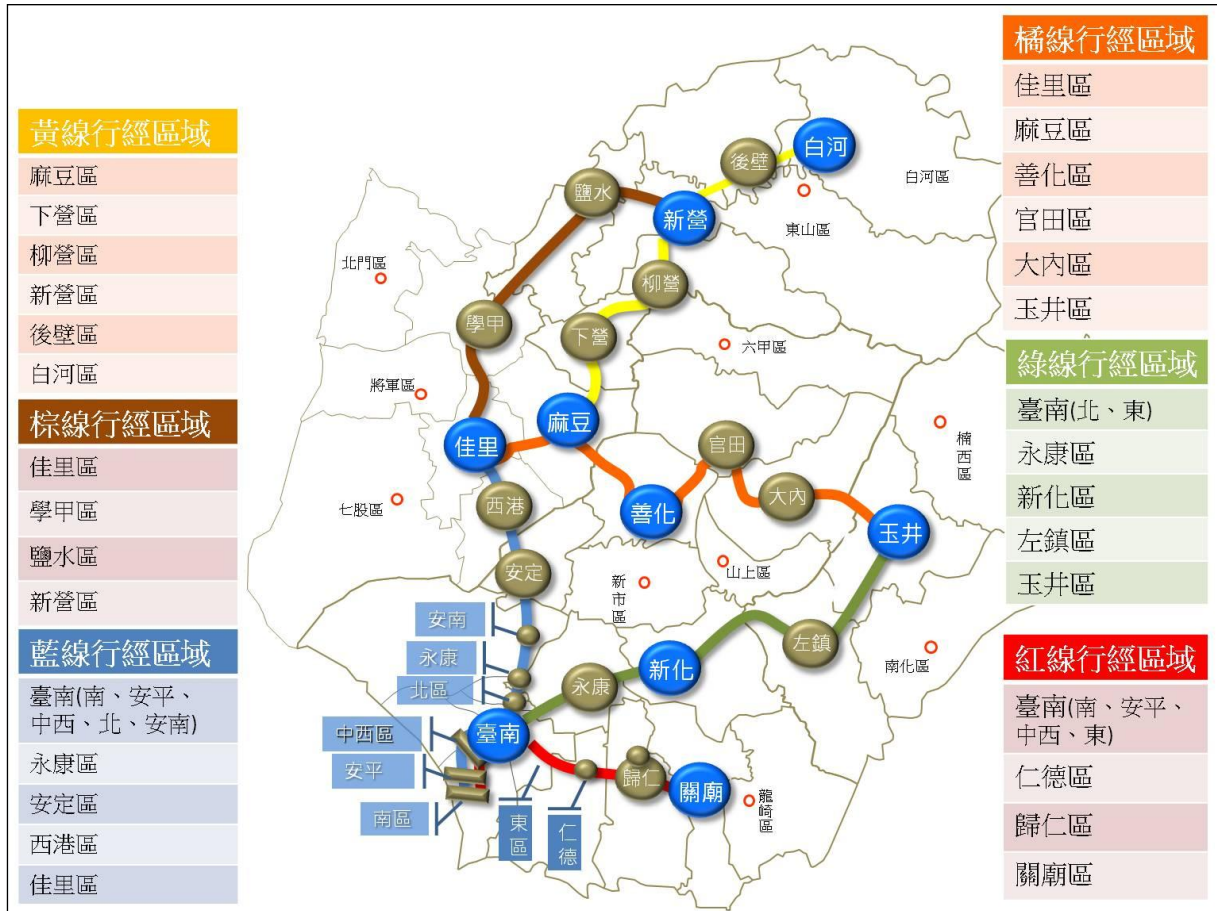 黃線行經區域
麻豆區
下營區
柳營區
新營區
後壁區
白河區
棕線行經區域
佳里區
學甲區
鹽水區
新營區
藍線行經區域
臺南(南、安平、
中西、北、安南)
永康區
安定區
西港區
佳里區
白河
後壁
白河區
鹽水
新營
東山區
北門區
柳營
學甲
下營
六甲區
將軍區
麻豆
佳里
官田
楠西區
七股區
西港
善化
大內
玉井
安定
新市區
山上區
安南
永康
北區
新化
左鎮
南化區
永康
中西區
臺南
安平
歸仁
關廟
龍崎區
南區
東區
仁德
橘線行經區域
佳里區
麻豆區
善化區
官田區
大內區
玉井區
綠線行經區域
臺南(北、東)
永康區
新化區
左鎮區
玉井區
紅線行經區域
臺南(南、安平、
中西、東)
仁德區
歸仁區
關廟區